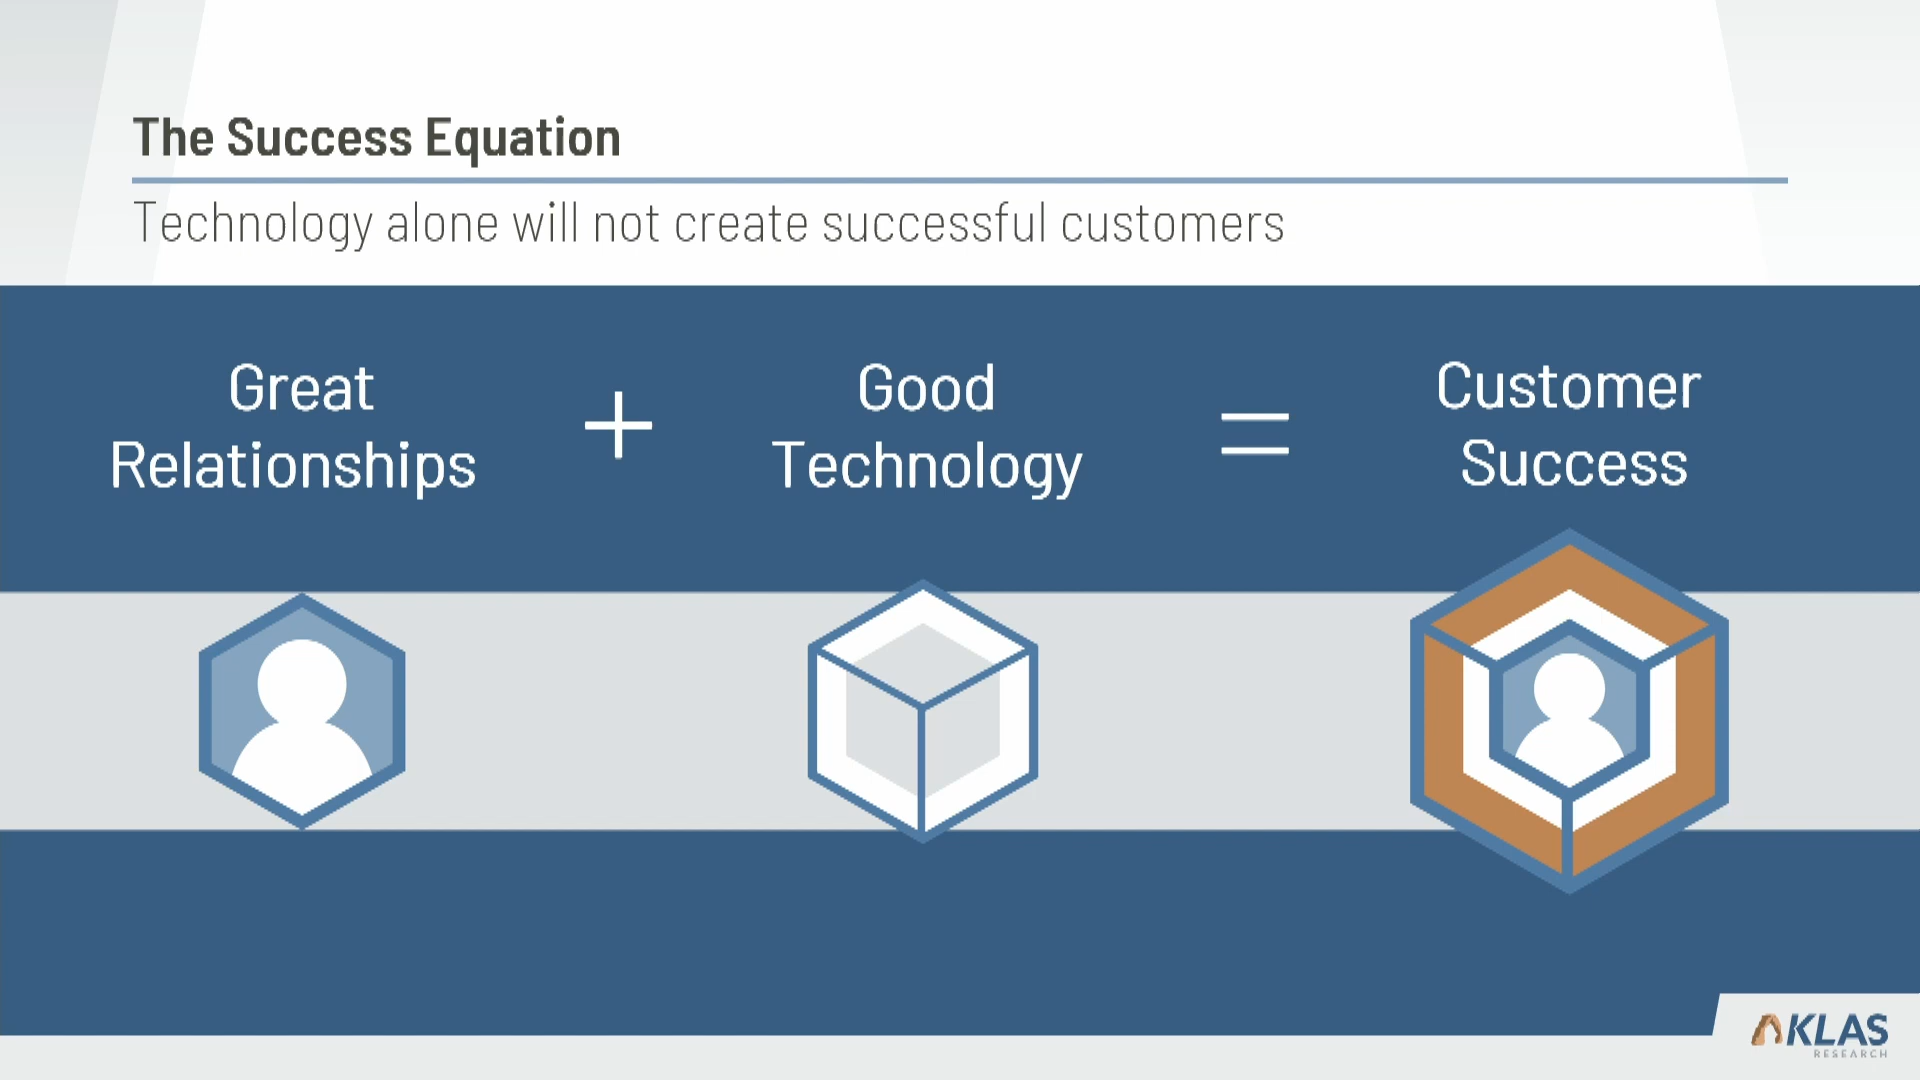 The Success Equation
Technology alone will not create successful customers
Great
Relationships
+
Good
Technology
=
Customer
Success
KLAS
RESEARCH